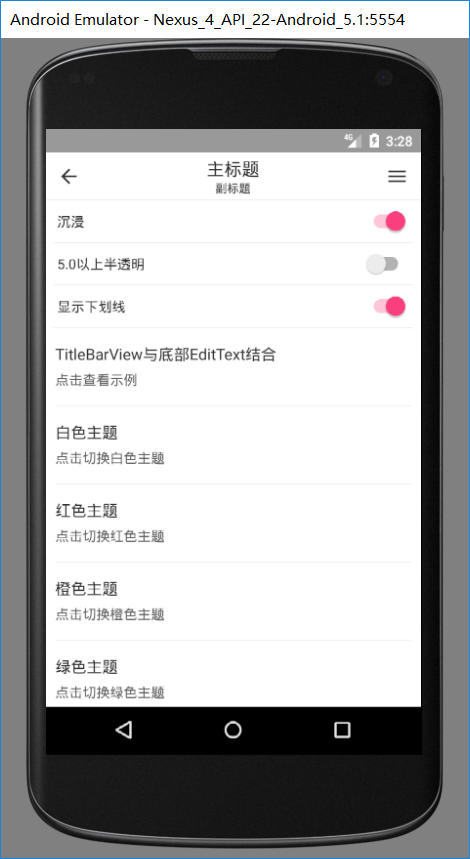 Android Emulator - Nexus_4_API_22-Android_5.1:5554
4G 3:28
主标题
副标题
沉浸
5.0以上半透明
显示下划线
TitleBarView与底部EditText结合
点击查看示例
白色主题
点击切换白色主题
红色主题
点击切换红色主题
橙色主题
点击切换橙色主题
绿色主题
点击切换绿色主题